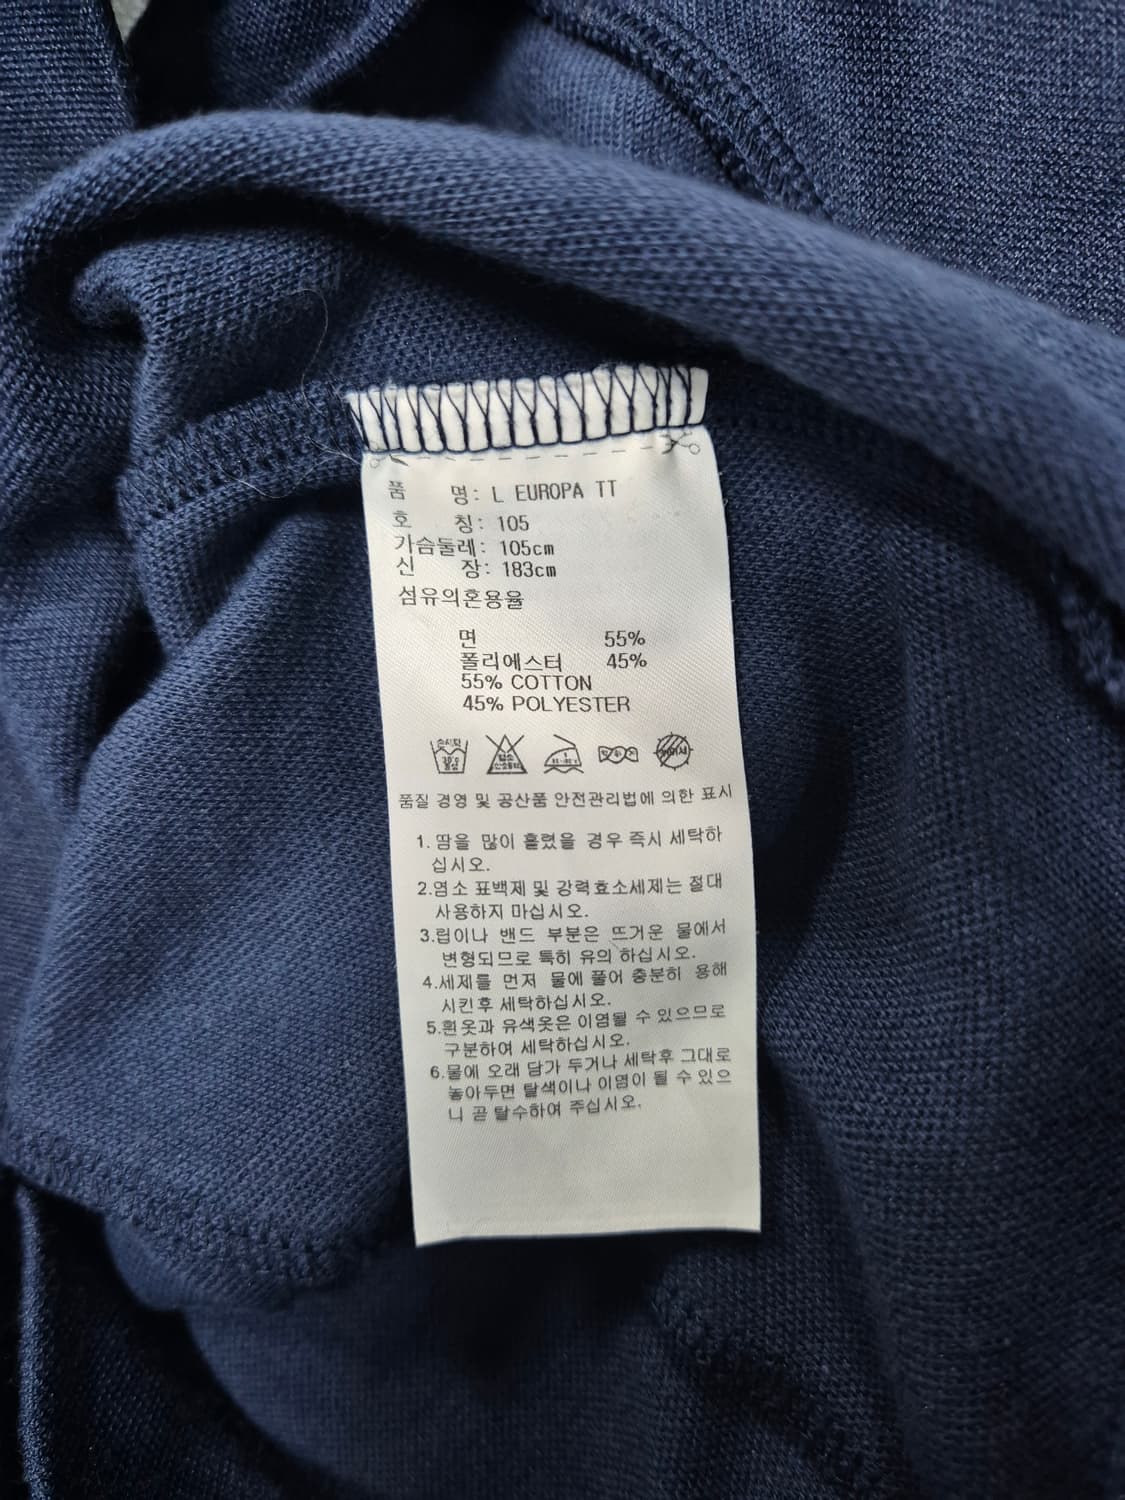 품 명: L EUROPA TT
호 칭: 105
가슴둘레: 105cm
신 장: 183cm
섬유의혼용율
면 55%
폴리에스터 45%
55% COTTON
45% POLYESTER
손세탁
품질 경영 및 공산품 안전관리법에 의한 표시
1. 땀을 많이 흘렸을 경우 즉시 세탁하
십시오.
2.염소 표백제 및 강력효소세제는 절대
사용하지 마십시오.
3.립이나 밴드 부분은 뜨거운 물에서
변형되므로 특히 유의 하십시오.
4.세제를 먼저 물에 풀어 충분히 용해
시킨후 세탁하십시오.
5.흰옷과 유색옷은 이염될 수 있으므로
구분하여 세탁하십시오.
6.물에 오래 담가 두거나 세탁후 그대로
놓아두면 탈색이나 이염이 될 수 있으
니 곧 탈수하여 주십시오.